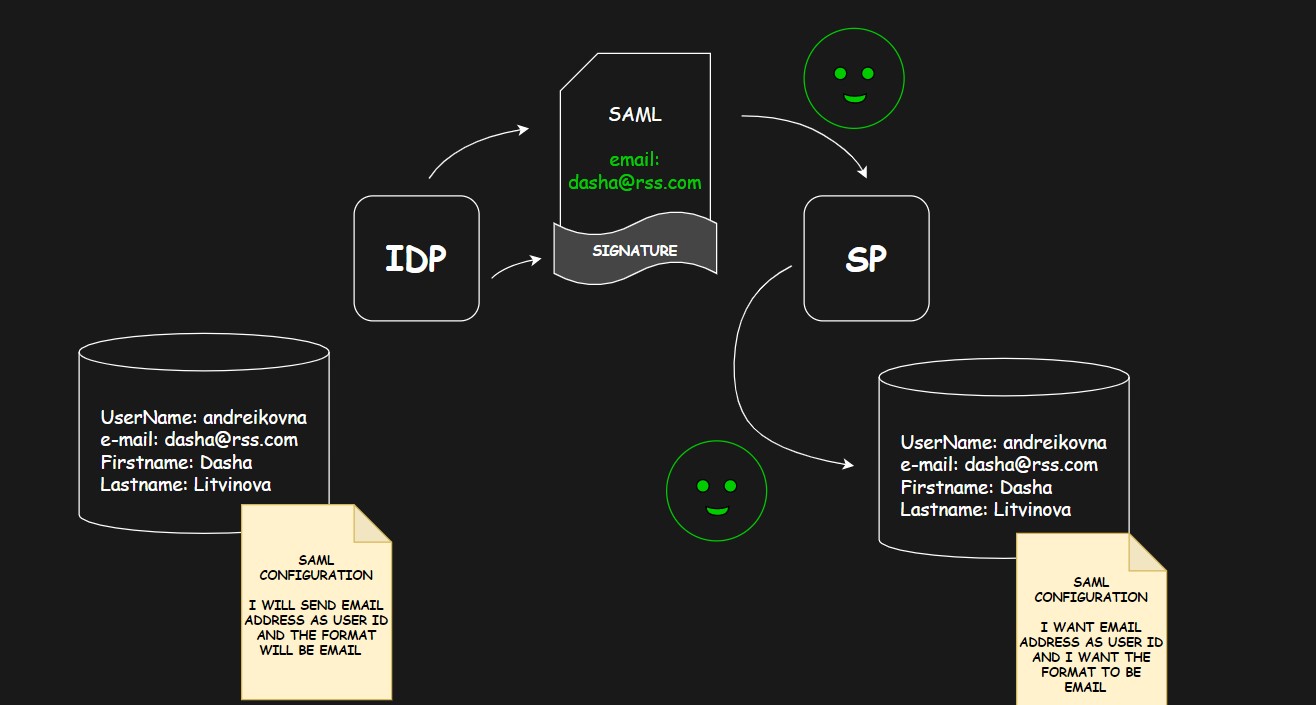 SAML
email:
dasha@rss.com
SIGNATURE
IDP
SP
UserName: andreikovna
e-mail: dasha@rss.com
Firstname: Dasha
Lastname: Litvinova
SAML
CONFIGURATION
I WILL SEND EMAIL
ADDRESS AS USER ID
AND THE FORMAT
WILL BE EMAIL
UserName: andreikovna
e-mail: dasha@rss.com
Firstname: Dasha
Lastname: Litvinova
SAML
CONFIGURATION
I WANT EMAIL
ADDRESS AS USER ID
AND I WANT THE
FORMAT TO BE
EMAIL